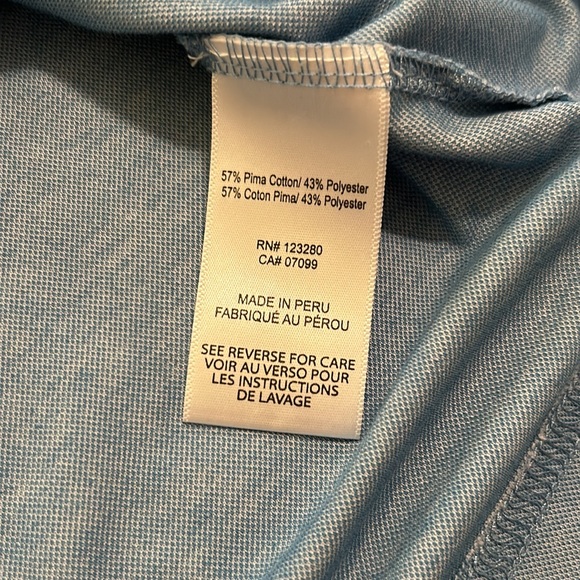 57% Pima Cotton/ 43% Polyester
57% Coton Pima/ 43% Polyester
RN# 123280
CA# 07099
MADE IN PERU
FABRIQUÉ AU PÉROU
SEE REVERSE FOR CARE
VOIR AU VERSO POUR
LES INSTRUCTIONS
DE LAVAGE